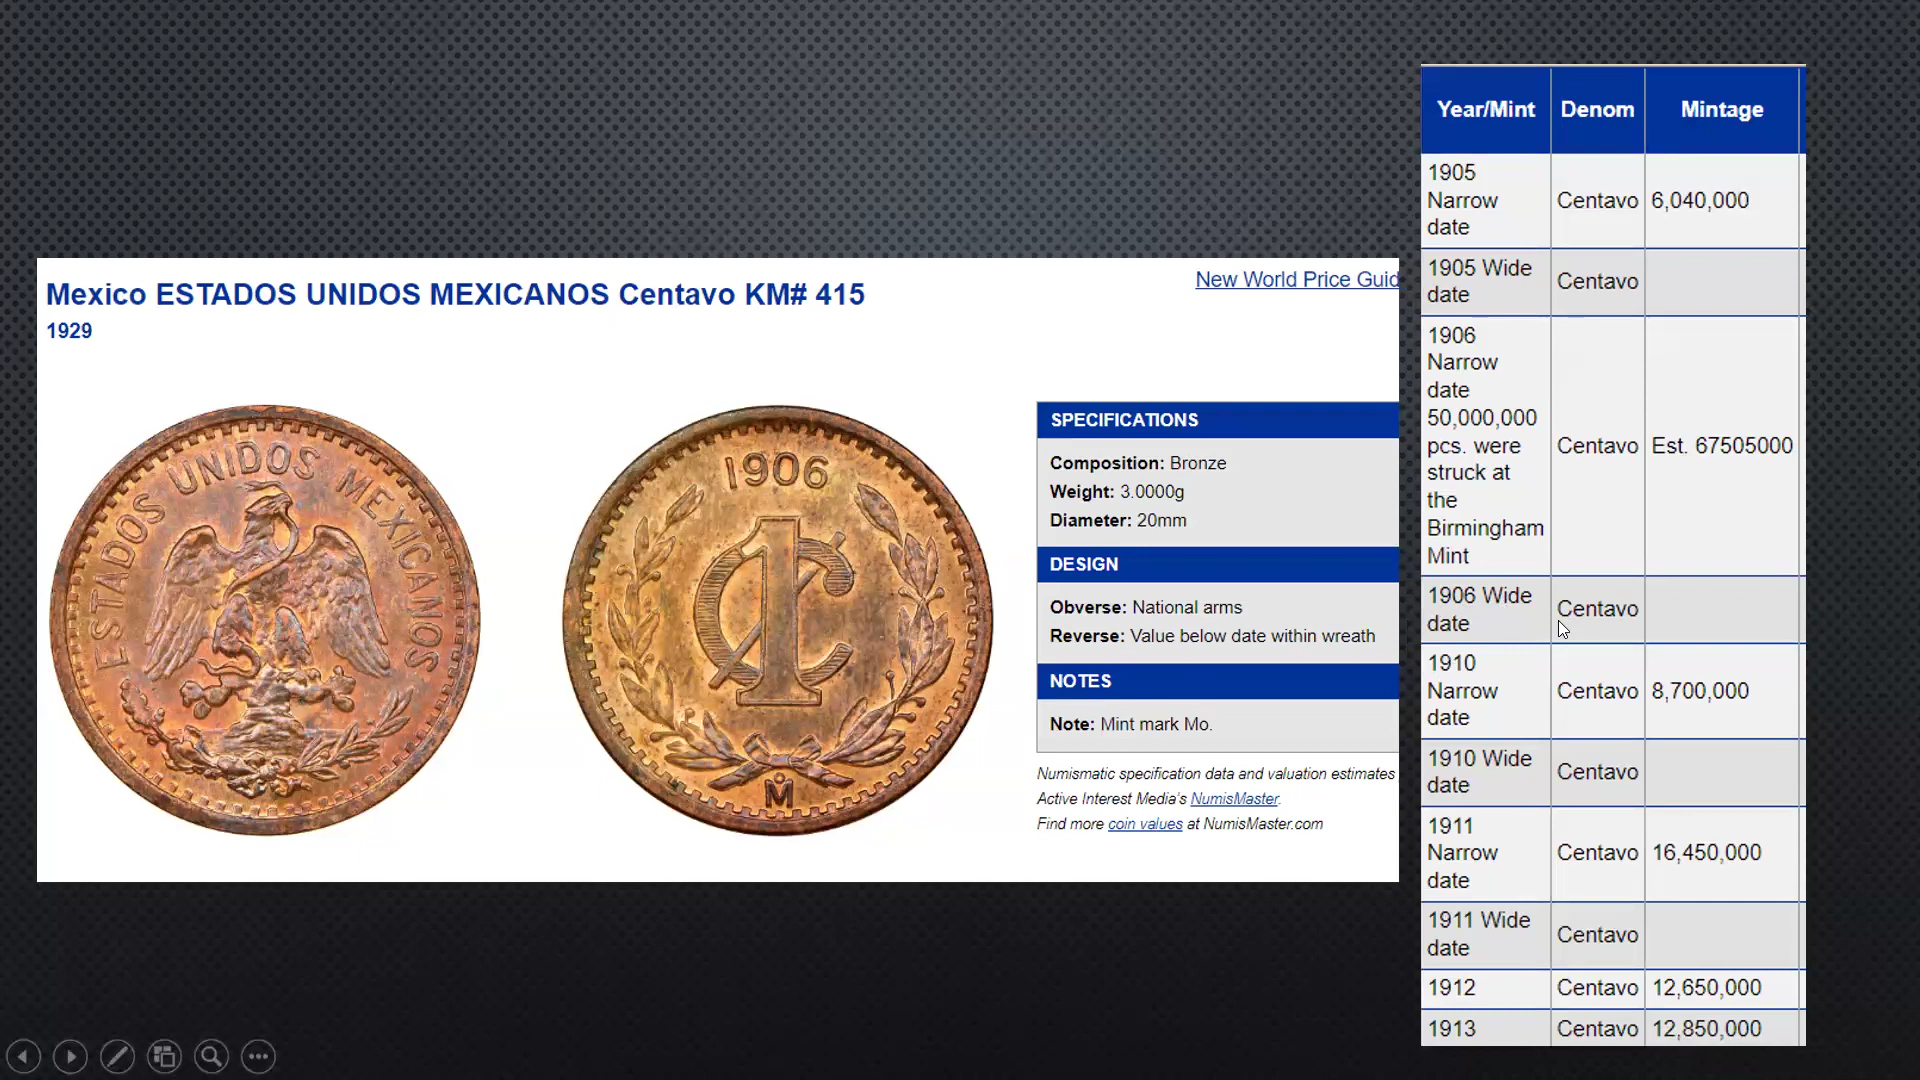 Mexico ESTADOS UNIDOS MEXICANOS Centavo KM# 415
1929
New World Price Guid
ESTADOS UNIDOS MEXICANOS
1906
1 C
M
SPECIFICATIONS
Composition: Bronze
Weight: 3.0000g
Diameter: 20mm
DESIGN
Obverse: National arms
Reverse: Value below date within wreath
NOTES
Note: Mint mark Mo.
Numismatic specification data and valuation estimates
Active Interest Media's NumisMaster.
Find more coin values at NumisMaster.com
Year/Mint Denom Mintage
1905
Narrow
date
Centavo 6,040,000
1905 Wide
date
Centavo
1906
Narrow
date
50,000,000
pcs. were
struck at
the
Birmingham
Mint
Centavo Est. 67505000
1906 Wide
date
Centavo
1910
Narrow
date
Centavo 8,700,000
1910 Wide
date
Centavo
1911
Narrow
date
Centavo 16,450,000
1911 Wide
date
Centavo
1912 Centavo 12,650,000
1913 Centavo 12,850,000